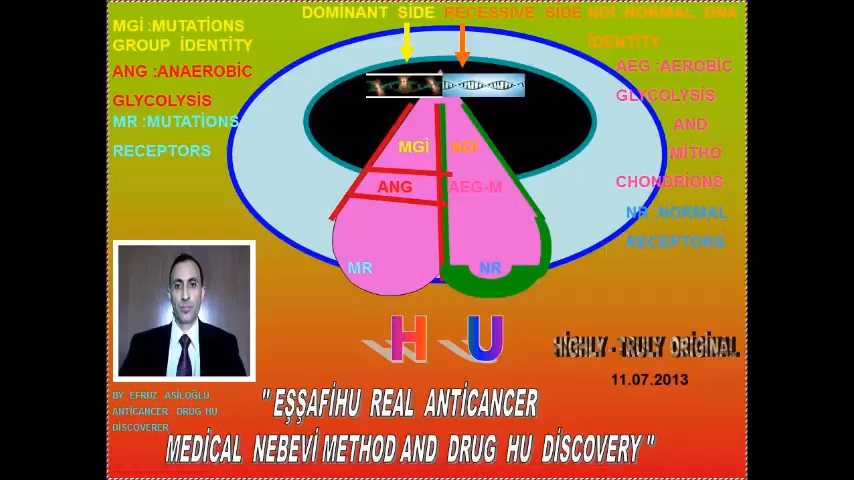 DOMINANT SIDE RECESSIVE SIDE
MGİ :MUTATİONS
GROUP İDENTİTY
ANG :ANAEROBİC
GLYCOLYSİS
MR :MUTATİONS
RECEPTORS
NDİ NORMAL DNA
İDENTİTY
AEG :AEROBİC
GLYCOLYSİS
AND
MİTHO
CHONDRİONS
NR :NORMAL
RECEPTORS
MGİ NDİ
ANG AEG-M
MR NR
H U
HİGHLY - TRULY ORİGİNAL
11.07.2013
BY EFRUZ ASİLOĞLU
ANTİCANCER DRUG HU
DİSCOVERER
" EŞŞAFİHU REAL ANTİCANCER
MEDİCAL NEBEVİ METHOD AND DRUG HU DİSCOVERY "